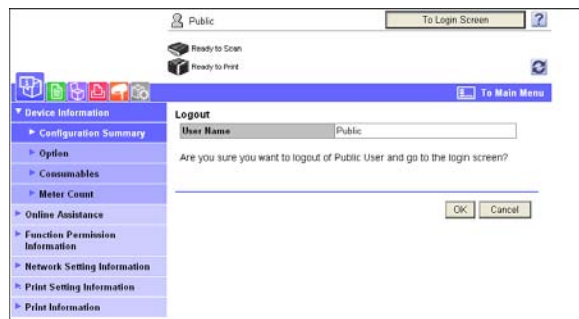 Public
To Login Screen
?
Ready to Scan
Ready to Print
To Main Menu
Device Information
Configuration Summary
Option
Consumables
Meter Count
Online Assistance
Function Permission
Information
Network Setting Information
Print Setting Information
Print Information
Logout
User Name Public
Are you sure you want to logout of Public User and go to the login screen?
OK Cancel